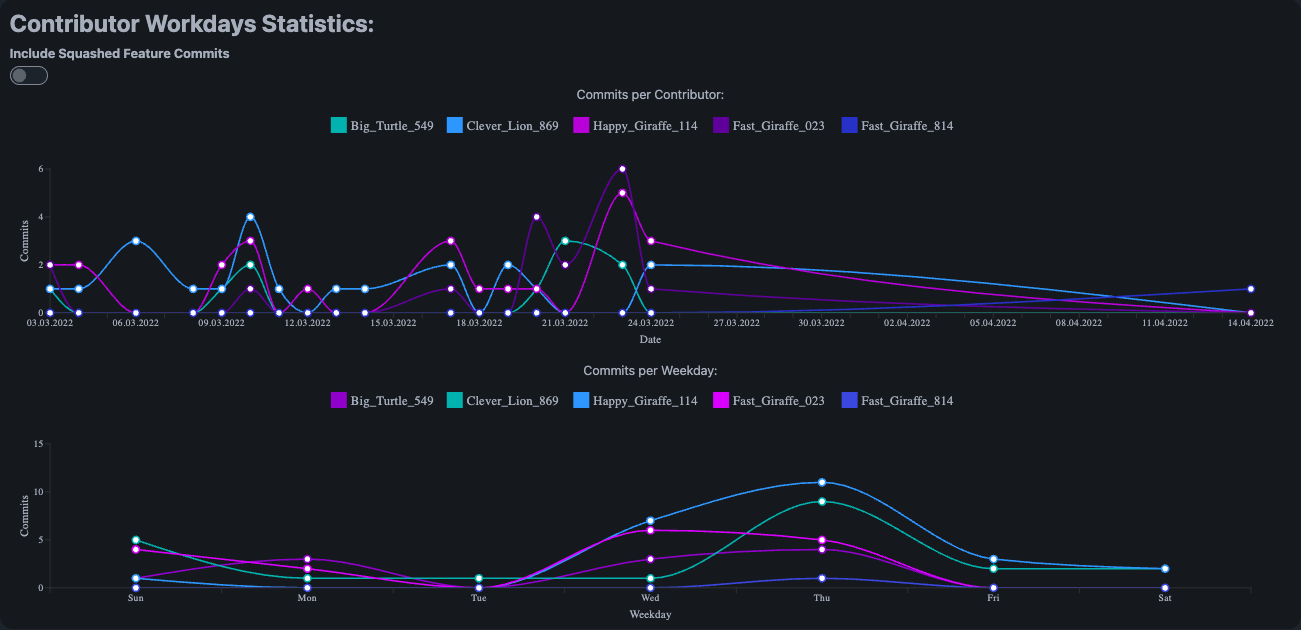 Contributor Workdays Statistics:
Include Squashed Feature Commits
Commits per Contributor:
Big_Turtle_549 Clever_Lion_869 Happy_Giraffe_114 Fast_Giraffe_023 Fast_Giraffe_814
6
4
2
0
Commits
03.03.2022 06.03.2022 09.03.2022 12.03.2022 15.03.2022 18.03.2022 21.03.2022 24.03.2022 27.03.2022 30.03.2022 02.04.2022 05.04.2022 08.04.2022 11.04.2022 14.04.2022
Date
Commits per Weekday:
Big_Turtle_549 Clever_Lion_869 Happy_Giraffe_114 Fast_Giraffe_023 Fast_Giraffe_814
15
10
5
0
Commits
Sun Mon Tue Wed Thu Fri Sat
Weekday